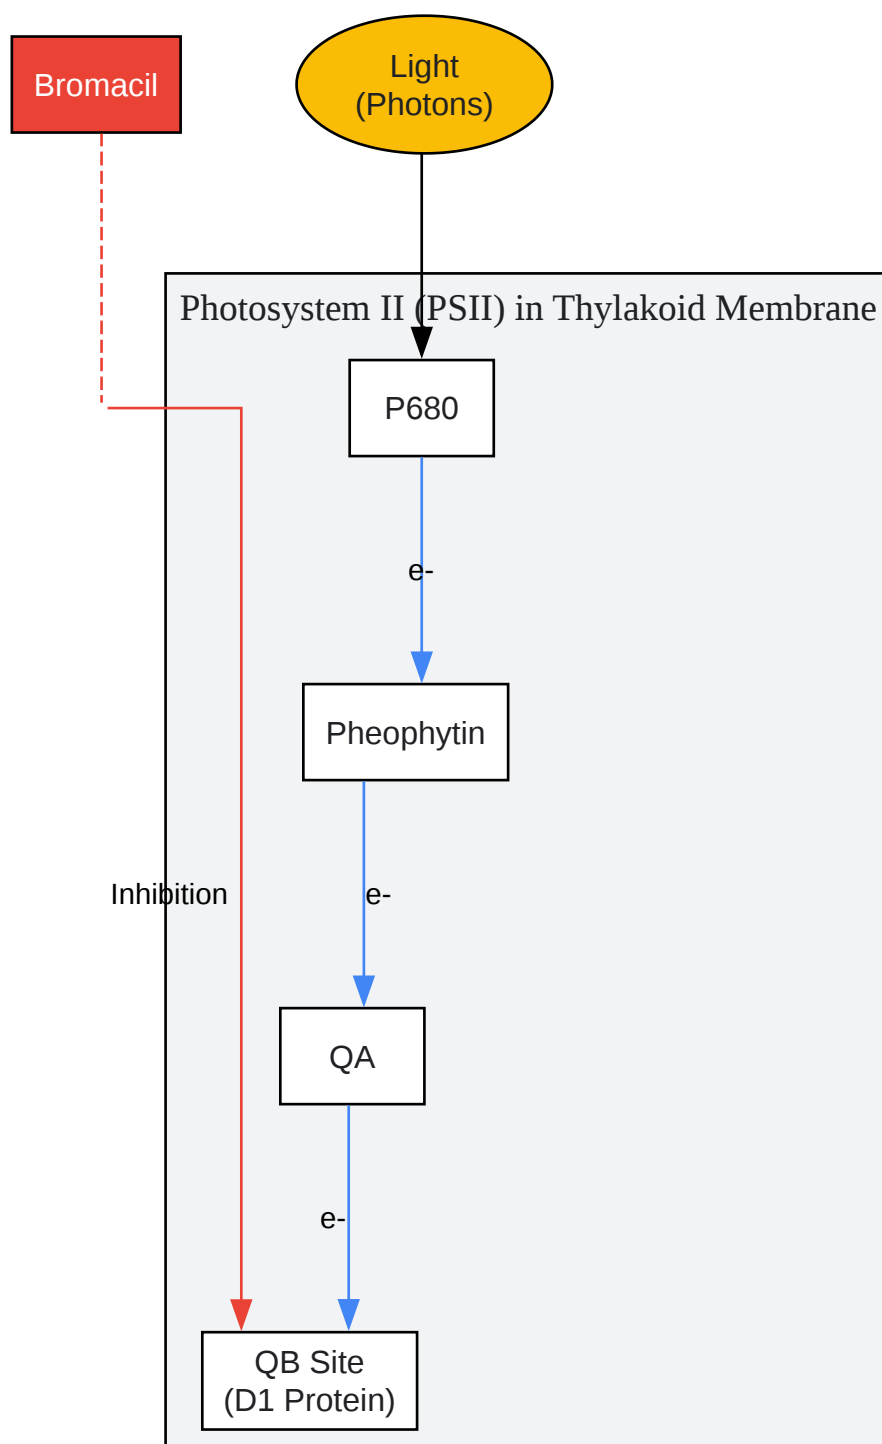 Bromacil
Light
(Photons)
Photosystem II (PSII) in Thylakoid Membrane
P680
e-
Pheophytin
Inhibition
e-
QA
e-
QB Site
(D1 Protein)